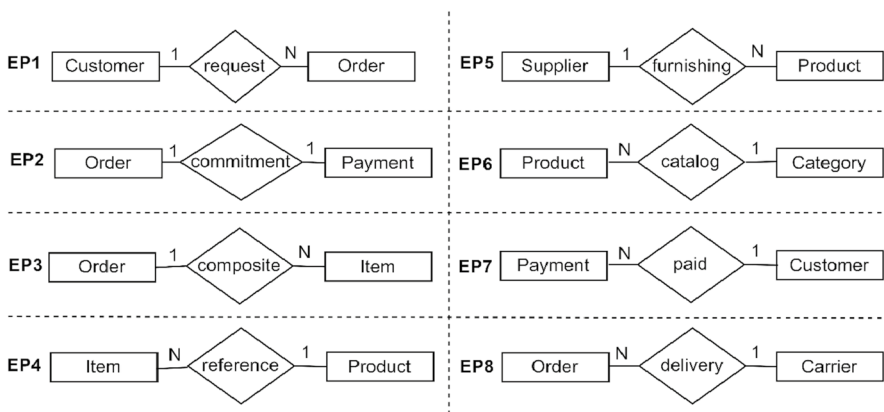 EP1 Customer 1 request N Order
EP2 Order 1 commitment 1 Payment
EP3 Order 1 composite N Item
EP4 Item N reference 1 Product
EP5 Supplier 1 furnishing N Product
EP6 Product N catalog 1 Category
EP7 Payment N paid 1 Customer
EP8 Order N delivery 1 Carrier